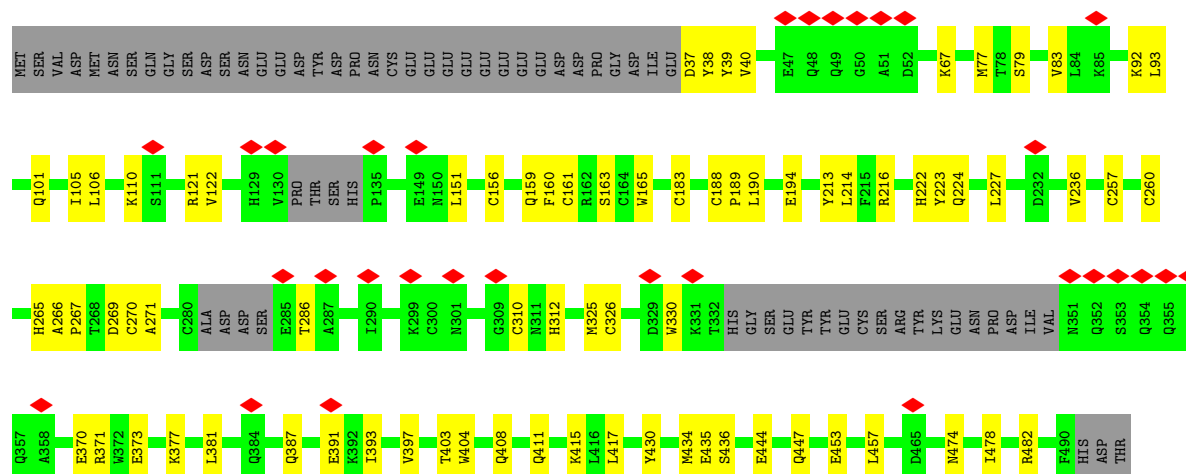 MET SER VAL ASP MET ASN SER GLN GLY SER ASP SER ASN GLU GLU ASP TYR ASP PRO ASN CYS GLU GLU GLU GLU GLU GLU GLU GLU ASP ASP PRO GLY ASP ILE GLU D37 Y38 Y39 V40 E47 Q48 Q49 G50 A51 D52 K67 M77 T78 S79 V83 L84 K85 K92 L93
Q101 I105 L106 K110 S111 R121 V122 H129 V130 PRO THR SER HIS P135 E149 N150 L151 C156 Q159 F160 C161 R162 S163 C164 W165 C183 C188 P189 L190 E194 Y213 L214 F215 R216 H222 Y223 Q224 L227 D232 V236 C257 C260
H265 A266 P267 T268 D269 C270 A271 C280 ALA ASP ASP SER E285 T286 A287 I290 K299 C300 N301 G309 C310 N311 H312 M325 C326 D329 W330 K331 T332 HIS GLY SER GLU TYR TYR GLU CYS SER ARG TYR LYS GLU ASN PRO ASP ILE VAL N351 Q352 S353 Q354 Q355
Q357 A358 E370 R371 W372 E373 K377 L381 Q384 Q387 E391 K392 I393 V397 T403 W404 Q408 Q411 K415 L416 L417 Y430 M434 E435 S436 E444 Q447 E453 L457 D465 N474 I478 R482 F490 HIS ASP THR